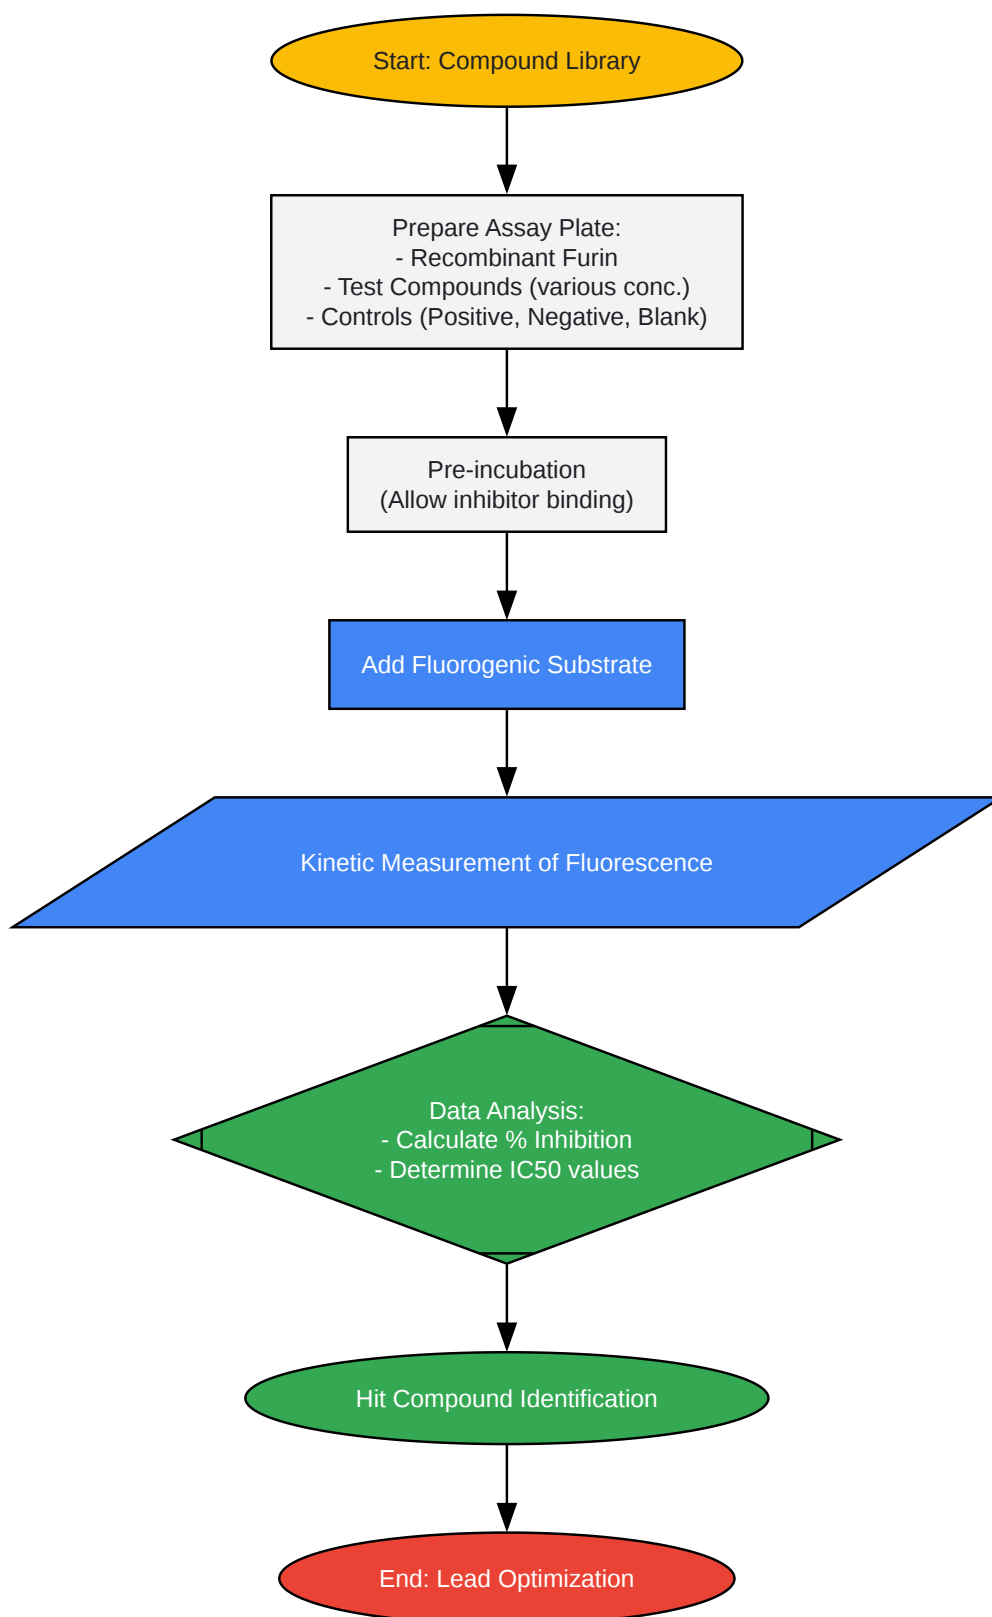 Start: Compound Library
Prepare Assay Plate:
- Recombinant Furin
- Test Compounds (various conc.)
- Controls (Positive, Negative, Blank)
Pre-incubation
(Allow inhibitor binding)
Add Fluorogenic Substrate
Kinetic Measurement of Fluorescence
Data Analysis:
- Calculate % Inhibition
- Determine IC50 values
Hit Compound Identification
End: Lead Optimization